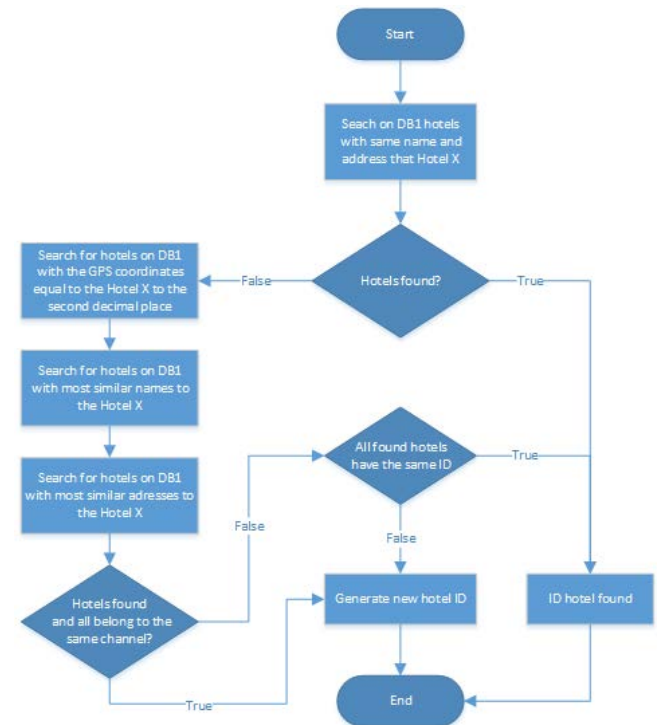 Start
Seach on DB1 hotels
with same name and
address that Hotel X
Hotels found?
False
True
Search for hotels on DB1
with the GPS coordinates
equal to the Hotel X to the
second decimal place
Search for hotels on DB1
with most similar names to
the Hotel X
Search for hotels on DB1
with most similar adresses to
the Hotel X
Hotels found
and all belong to the
same channel?
False
True
All found hotels
have the same ID
True
False
Generate new hotel ID
ID hotel found
End